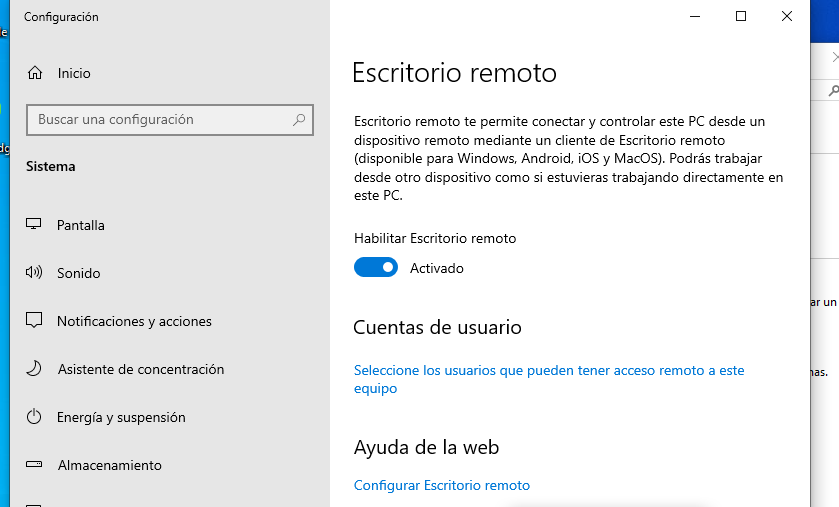 Configuración
Inicio
Buscar una configuración
Sistema
Pantalla
Sonido
Notificaciones y acciones
Asistente de concentración
Energía y suspensión
Almacenamiento
Escritorio remoto
Escritorio remoto te permite conectar y controlar este PC desde un
dispositivo remoto mediante un cliente de Escritorio remoto
(disponible para Windows, Android, iOS y MacOS). Podrás trabajar
desde otro dispositivo como si estuvieras trabajando directamente en
este PC.
Habilitar Escritorio remoto
Activado
Cuentas de usuario
Seleccione los usuarios que pueden tener acceso remoto a este
equipo
Ayuda de la web
Configurar Escritorio remoto
un